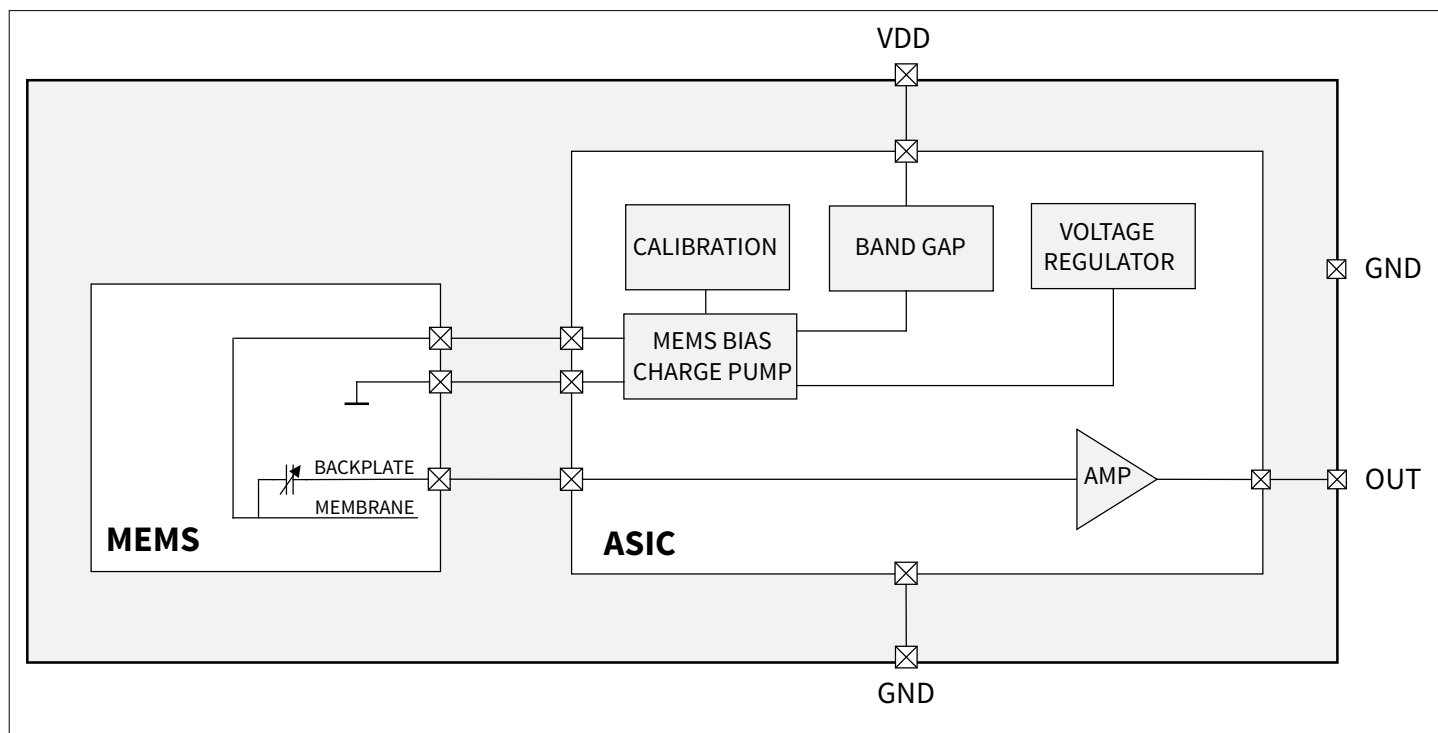 VDD
CALIBRATION
BAND GAP
VOLTAGE
REGULATOR
GND
MEMS BIAS
CHARGE PUMP
BACKPLATE
MEMBRANE
MEMS
AMP
OUT
ASIC
GND